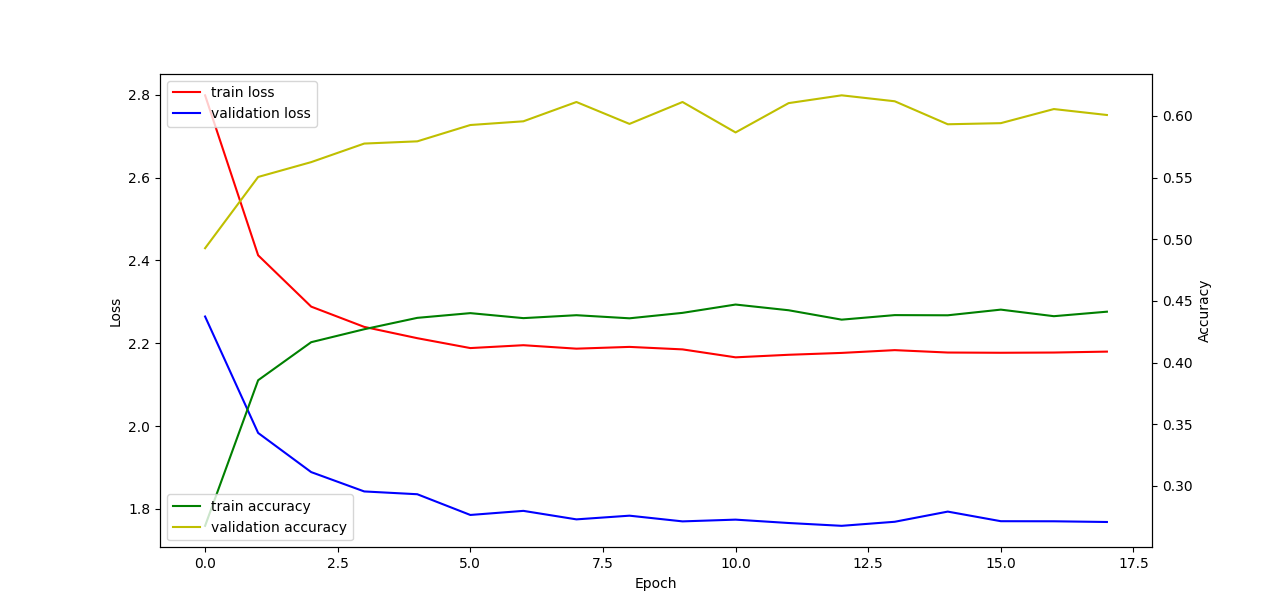 train loss
validation loss
train accuracy
validation accuracy
2.8
2.6
2.4
2.2
2.0
1.8
Loss
0.60
0.55
0.50
0.45
0.40
0.35
0.30
Accuracy
0.0 2.5 5.0 7.5 10.0 12.5 15.0 17.5
Epoch